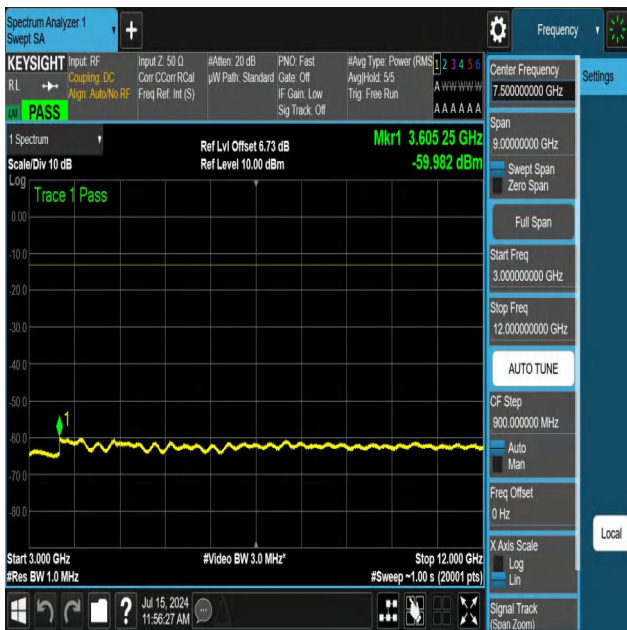 Spectrum Analyzer 1
Swept SA
+
Frequency
KEYSIGHT
RL
PASS
Input: RF
Coupling: DC
Align: Auto/No RF
Input Z: 50 Ω
Corr CCorr RCal
Freq Ref: Int (S)
#Atten: 20 dB
µW Path: Standard
PNO: Fast
Gate: Off
IF Gain: Low
Sig Track: Off
#Avg Type: Power (RMS
Avg|Hold: 5/5
Trig: Free Run
1 2 3 4 5 6
A W W W W W
A A A A A A
1 Spectrum
Scale/Div 10 dB
Ref Lvl Offset 6.73 dB
Ref Level 10.00 dBm
Mkr1 3.605 25 GHz
-59.982 dBm
Log
Trace 1 Pass
0.00
-10.0
-20.0
-30.0
-40.0
-50.0
-60.0
-70.0
-80.0
1
Start 3.000 GHz
#Res BW 1.0 MHz
#Video BW 3.0 MHz*
Stop 12.000 GHz
#Sweep ~1.00 s (20001 pts)
Jul 15, 2024
11:56:27 AM
Center Frequency
7.500000000 GHz
Span
9.00000000 GHz
Swept Span
Zero Span
Full Span
Start Freq
3.000000000 GHz
Stop Freq
12.000000000 GHz
AUTO TUNE
CF Step
900.000000 MHz
Auto
Man
Freq Offset
0 Hz
X Axis Scale
Log
Lin
Signal Track
(Span Zoom)
Settings
Local